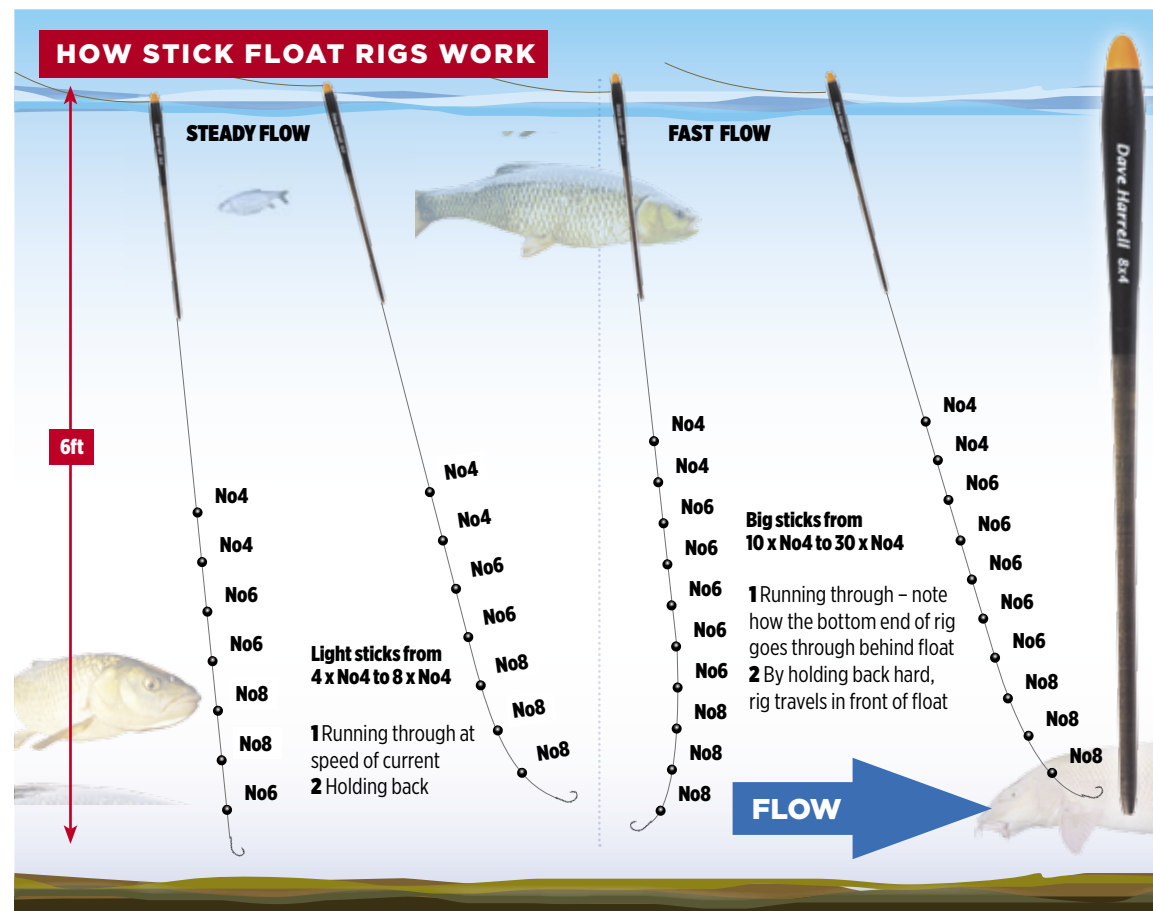 HOW STICK FLOAT RIGS WORK
STEADY FLOW
FAST FLOW
6ft
No4
No4
No6
No6
No8
No8
No6
No4
No4
No6
No6
No8
No8
No8
Light sticks from
4 x No4 to 8 x No4
1 Running through at
speed of current
2 Holding back
No4
No4
No6
No6
No6
No6
No6
No8
No8
No8
Big sticks from
10 x No4 to 30 x No4
1 Running through – note
how the bottom end of rig
goes through behind float
2 By holding back hard,
rig travels in front of float
No4
No4
No6
No6
No6
No6
No6
No8
No8
No8
FLOW
Dave Harrell 8x4